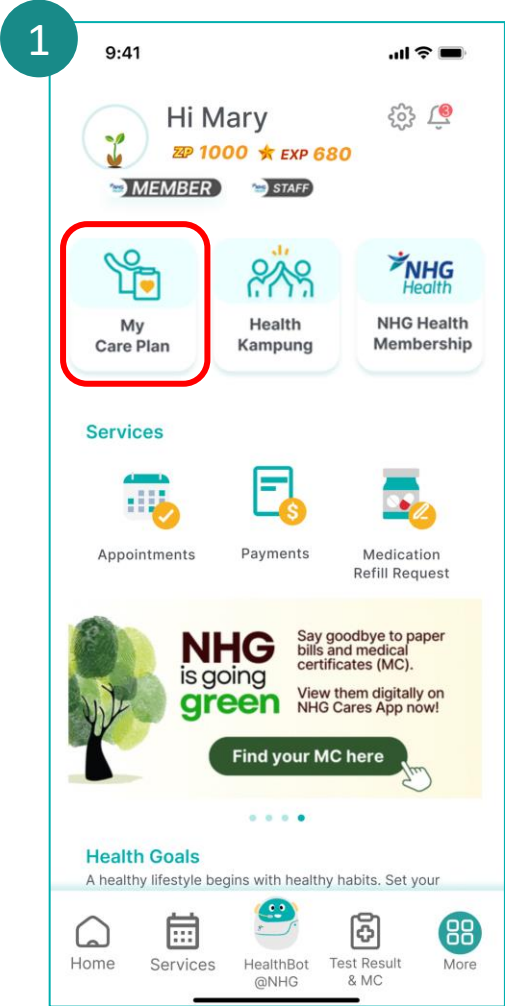 1
9:41
Hi Mary
3
ZP 1000 EXP 680
MEMBER STAFF
NHG
Health
My
Care Plan
Health
Kampung
NHG Health
Membership
Services
$
Appointments
Payments
Medication
Refill Request
NHG
is going
green
Say goodbye to paper
bills and medical
certificates (MC).
View them digitally on
NHG Cares App now!
Find your MC here
Health Goals
A healthy lifestyle begins with healthy habits. Set your
Home
Services
HealthBot
@NHG
Test Result
& MC
More